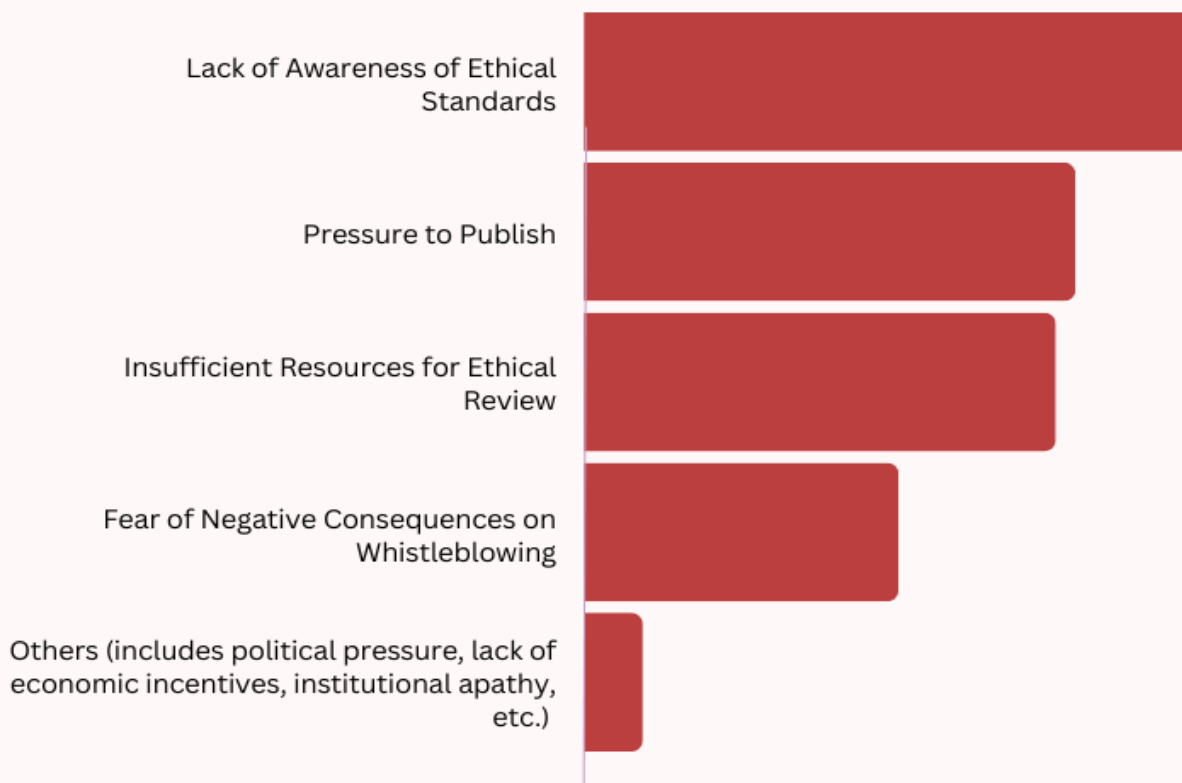 Lack of Awareness of Ethical
Standards
Pressure to Publish
Insufficient Resources for Ethical
Review
Fear of Negative Consequences on
Whistleblowing
Others (includes political pressure, lack of
economic incentives, institutional apathy,
etc.)